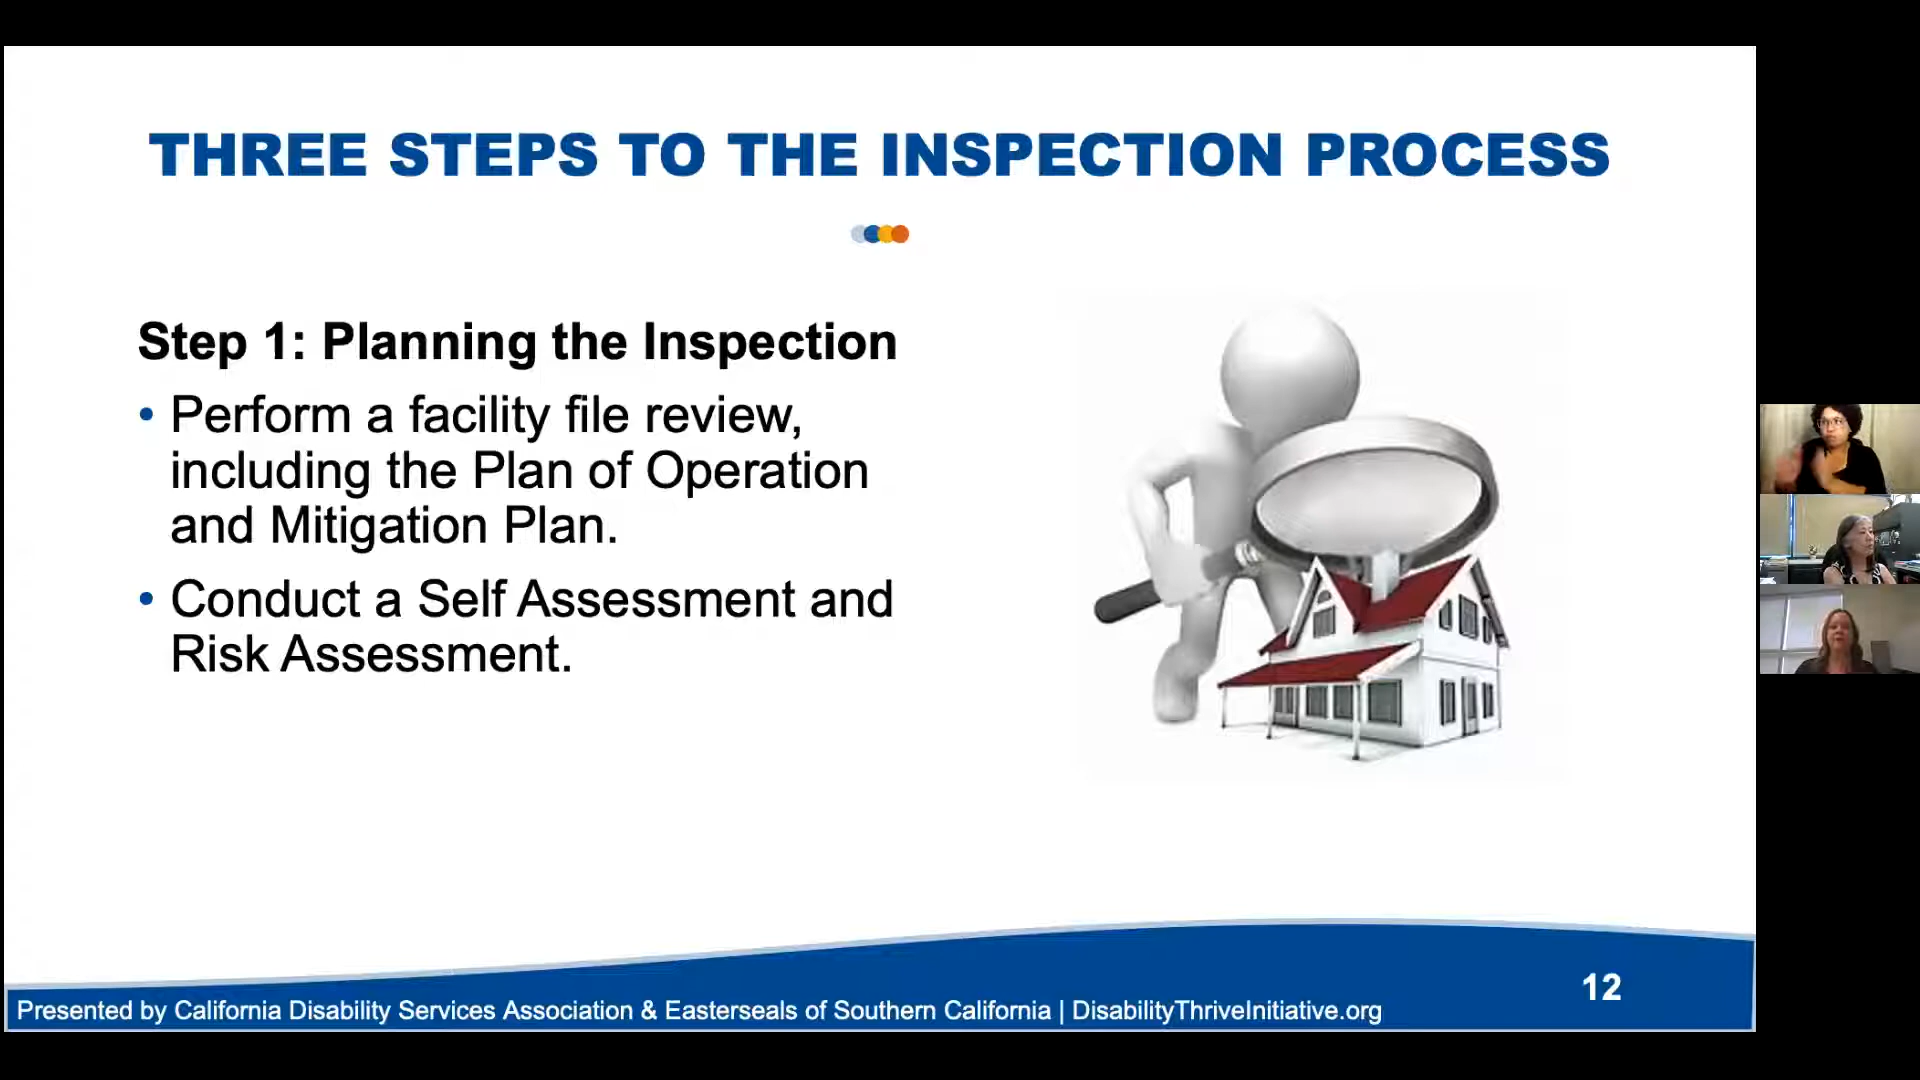 THREE STEPS TO THE INSPECTION PROCESS
Step 1: Planning the Inspection
• Perform a facility file review,
including the Plan of Operation
and Mitigation Plan.
• Conduct a Self Assessment and
Risk Assessment.
12
Presented by California Disability Services Association & Easterseals of Southern California | DisabilityThriveInitiative.org